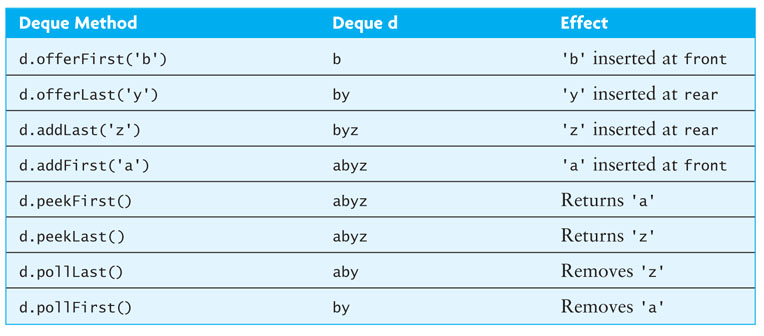 Deque Method Deque d Effect
d.offerFirst('b') b 'b' inserted at front
d.offerLast('y') by 'y' inserted at rear
d.addLast('z') byz 'z' inserted at rear
d.addFirst('a') abyz 'a' inserted at front
d.peekFirst() abyz Returns 'a'
d.peekLast() abyz Returns 'z'
d.pollLast() aby Removes 'z'
d.pollFirst() by Removes 'a'